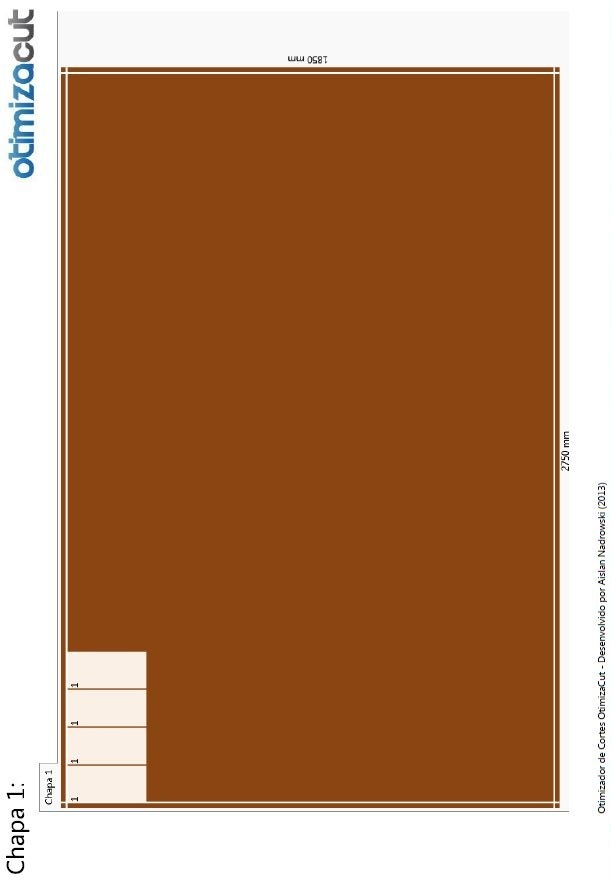 Chapa 1:
otimizacut
Chapa 1
1850 mm
2750 mm
1
1
1
1
Otimizador de Cortes OtimizaCut - Desenvolvido por Aislan Nadrowski (2013)